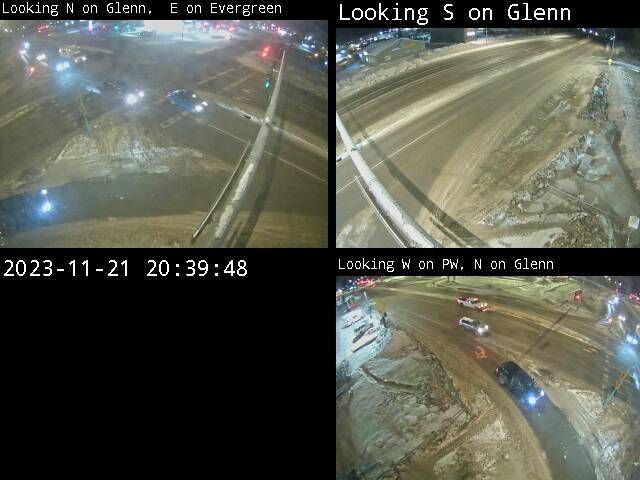 Looking N on Glenn,  E on Evergreen
Looking S on Glenn
2023-11-21 20:39:48
Looking W on PW, N on Glenn